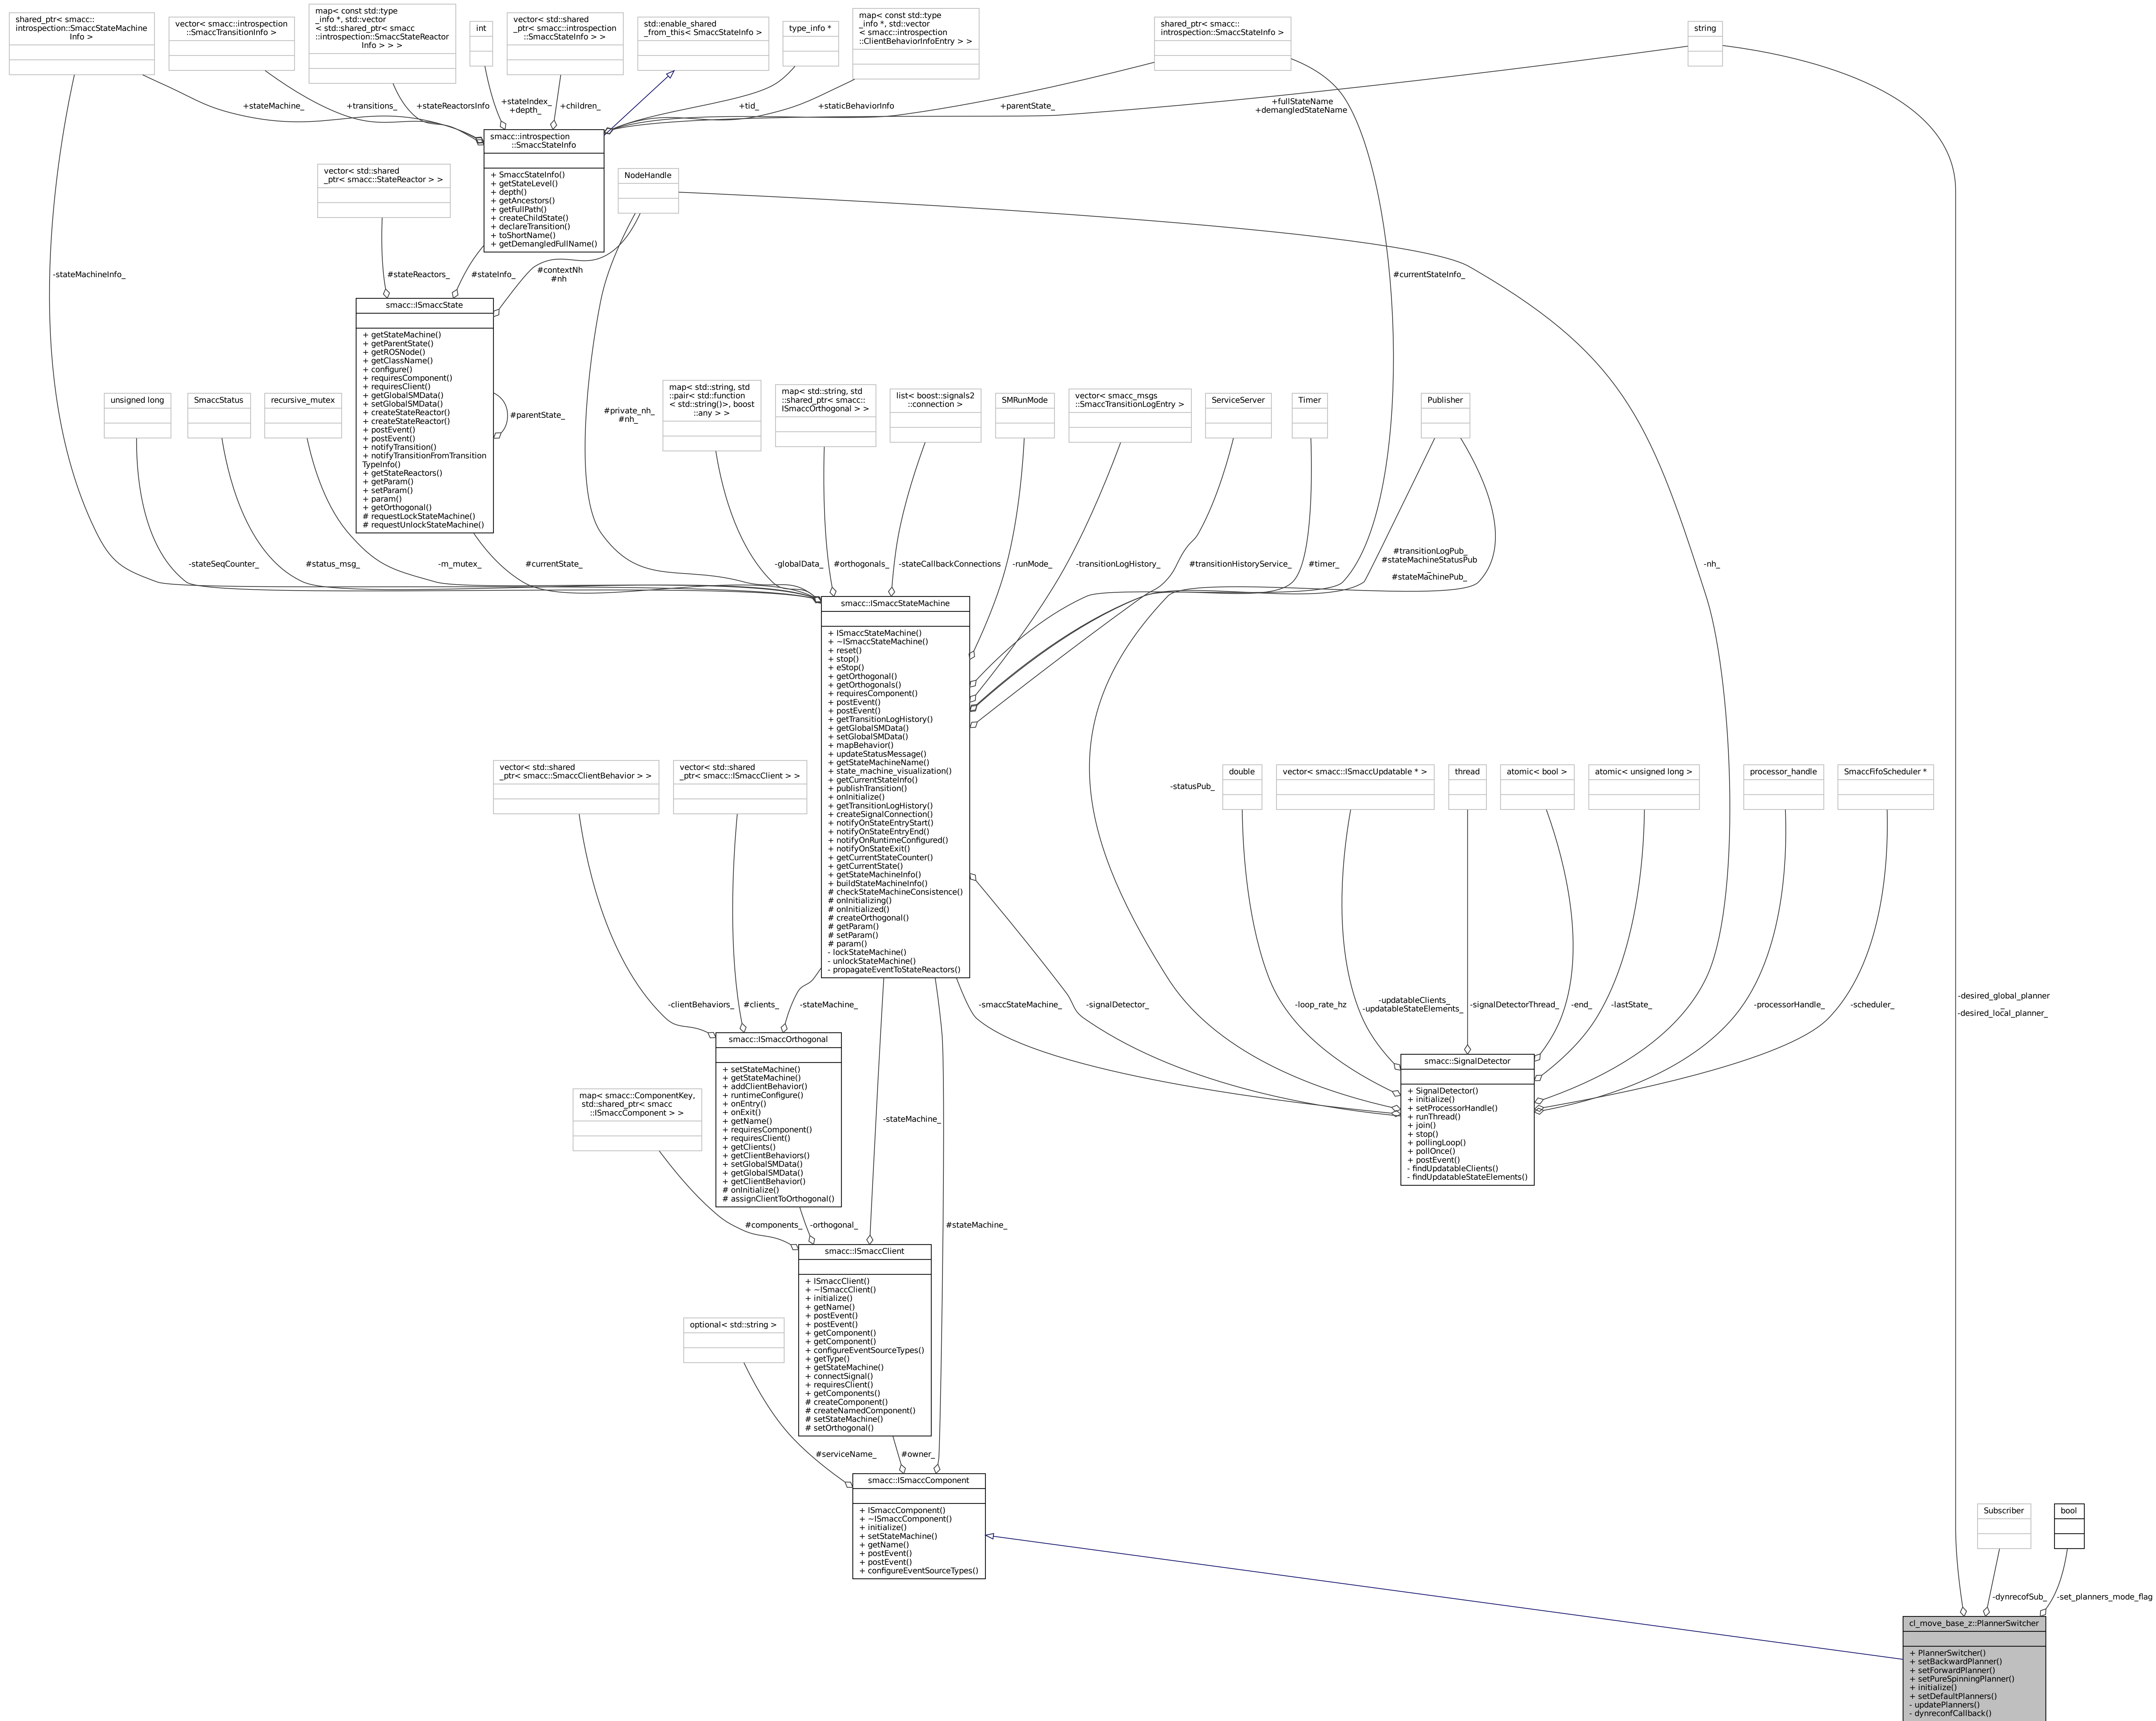 shared_ptr< smacc::
introspection::SmaccStateMachine
Info >
vector< smacc::introspection
::SmaccTransitionInfo >
map< const std::type
_info *, std::vector
< std::shared_ptr< smacc
::introspection::SmaccStateReactor
Info > > >
int
vector< std::shared
_ptr< smacc::introspection
::SmaccStateInfo > >
std::enable_shared
_from_this< SmaccStateInfo >
type_info *
map< const std::type
_info *, std::vector
< smacc::introspection
::ClientBehaviorInfoEntry > >
shared_ptr< smacc::
introspection::SmaccStateInfo >
string
+stateMachine_
+transitions_
+stateReactorsInfo
+stateIndex_
+depth_
+children_
+tid_
+staticBehaviorInfo
+parentState_
+fullStateName
+demangledStateName
smacc::introspection
::SmaccStateInfo
+ SmaccStateInfo()
+ getStateLevel()
+ depth()
+ getAncestors()
+ getFullPath()
+ createChildState()
+ declareTransition()
+ toShortName()
+ getDemangledFullName()
vector< std::shared
_ptr< smacc::StateReactor > >
NodeHandle
-stateMachineInfo_
#stateReactors_
#stateInfo_
#contextNh
#nh
#currentStateInfo_
smacc::ISmaccState
+ getStateMachine()
+ getParentState()
+ getROSNode()
+ getClassName()
+ configure()
+ requiresComponent()
+ requiresClient()
+ getGlobalSMData()
+ setGlobalSMData()
+ createStateReactor()
+ createStateReactor()
+ postEvent()
+ postEvent()
+ notifyTransition()
+ notifyTransitionFromTransition
TypeInfo()
+ getStateReactors()
+ getParam()
+ setParam()
+ param()
+ getOrthogonal()
# requestLockStateMachine()
# requestUnlockStateMachine()
#parentState_
unsigned long
SmaccStatus
recursive_mutex
#private_nh_
#nh_
map< std::string, std
::pair< std::function
< std::string()>, boost
::any > >
map< std::string, std
::shared_ptr< smacc::
ISmaccOrthogonal > >
list< boost::signals2
::connection >
SMRunMode
vector< smacc_msgs
::SmaccTransitionLogEntry >
ServiceServer
Timer
Publisher
-stateSeqCounter_
#status_msg_
-m_mutex_
#currentState_
-globalData_
#orthogonals_
-stateCallbackConnections
-runMode_
-transitionLogHistory_
#transitionHistoryService_
#timer_
#transitionLogPub_
#stateMachineStatusPub
_
#stateMachinePub_
-nh_
smacc::ISmaccStateMachine
+ ISmaccStateMachine()
+ ~ISmaccStateMachine()
+ reset()
+ stop()
+ eStop()
+ getOrthogonal()
+ getOrthogonals()
+ requiresComponent()
+ postEvent()
+ postEvent()
+ getTransitionLogHistory()
+ getGlobalSMData()
+ setGlobalSMData()
+ mapBehavior()
+ updateStatusMessage()
+ getStateMachineName()
+ state_machine_visualization()
+ getCurrentStateInfo()
+ publishTransition()
+ onInitialize()
+ getTransitionLogHistory()
+ createSignalConnection()
+ notifyOnStateEntryStart()
+ notifyOnStateEntryEnd()
+ notifyOnRuntimeConfigured()
+ notifyOnStateExit()
+ getCurrentStateCounter()
+ getCurrentState()
+ getStateMachineInfo()
+ buildStateMachineInfo()
# checkStateMachineConsistence()
# onInitializing()
# onInitialized()
# createOrthogonal()
# getParam()
# setParam()
# param()
- lockStateMachine()
- unlockStateMachine()
- propagateEventToStateReactors()
vector< std::shared
_ptr< smacc::SmaccClientBehavior > >
vector< std::shared
_ptr< smacc::ISmaccClient > >
-statusPub_
double
vector< smacc::ISmaccUpdatable * >
thread
atomic< bool >
atomic< unsigned long >
processor_handle
SmaccFifoScheduler *
-clientBehaviors_
#clients_
-stateMachine_
-smaccStateMachine_
-signalDetector_
-loop_rate_hz
-updatableClients_
-updatableStateElements_
-signalDetectorThread_
-end_
-lastState_
-processorHandle_
-scheduler_
-desired_global_planner
_
-desired_local_planner_
smacc::ISmaccOrthogonal
+ setStateMachine()
+ getStateMachine()
+ addClientBehavior()
+ runtimeConfigure()
+ onEntry()
+ onExit()
+ getName()
+ requiresComponent()
+ requiresClient()
+ getClients()
+ getClientBehaviors()
+ setGlobalSMData()
+ getGlobalSMData()
+ getClientBehavior()
# onInitialize()
# assignClientToOrthogonal()
smacc::SignalDetector
+ SignalDetector()
+ initialize()
+ setProcessorHandle()
+ runThread()
+ join()
+ stop()
+ pollingLoop()
+ pollOnce()
+ postEvent()
- findUpdatableClients()
- findUpdatableStateElements()
map< smacc::ComponentKey,
std::shared_ptr< smacc
::ISmaccComponent > >
-stateMachine_
#components_
-orthogonal_
#stateMachine_
smacc::ISmaccClient
+ ISmaccClient()
+ ~ISmaccClient()
+ initialize()
+ getName()
+ postEvent()
+ postEvent()
+ getComponent()
+ getComponent()
+ configureEventSourceTypes()
+ getType()
+ getStateMachine()
+ connectSignal()
+ requiresClient()
+ getComponents()
# createComponent()
# createNamedComponent()
# setStateMachine()
# setOrthogonal()
optional< std::string >
#serviceName_
#owner_
smacc::ISmaccComponent
+ ISmaccComponent()
+ ~ISmaccComponent()
+ initialize()
+ setStateMachine()
+ getName()
+ postEvent()
+ postEvent()
+ configureEventSourceTypes()
Subscriber
bool
-dynrecofSub_
-set_planners_mode_flag
cl_move_base_z::PlannerSwitcher
+ PlannerSwitcher()
+ setBackwardPlanner()
+ setForwardPlanner()
+ setPureSpinningPlanner()
+ initialize()
+ setDefaultPlanners()
- updatePlanners()
- dynreconfCallback()